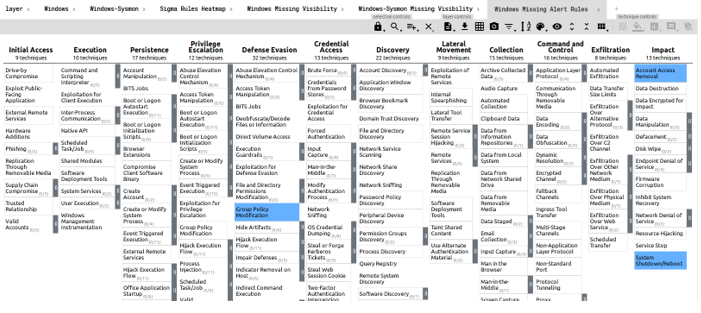 layer x
Windows x
Windows-Sysmon x
Sigma Rules Heatmap x
Windows Missing Visibility x
Windows-Sysmon Missing Visibility x
Windows Missing Alert Rules x
selection controls
layer controls
technique controls
Initial Access
9 techniques
Drive-by
Compromise
Exploit Public-
Facing
Application
External Remote
Services
Hardware
Additions
Phishing
Replication
Through
Removable Media
Supply Chain
Compromise
Trusted
Relationship
Valid
Accounts
Execution
10 techniques
Command and
Scripting
Interpreter
Exploitation for
Client Execution
Inter-Process
Communication
Native API
Scheduled
Task/Job
Shared Modules
Software
Deployment Tools
System Services
User Execution
Windows
Management
Instrumentation
Persistence
17 techniques
Account
Manipulation
BITS Jobs
Boot or Logon
Autostart
Execution
Boot or Logon
Initialization
Scripts
Browser
Extensions
Compromise
Client Software
Binary
Create
Account
Create or Modify
System
Process
Event Triggered
Execution
External Remote
Services
Hijack Execution
Flow
Office Application
Startup
Privilege
Escalation
12 techniques
Abuse Elevation
Control
Mechanism
Access Token
Manipulation
Boot or Logon
Autostart
Execution
Boot or Logon
Initialization
Scripts
Create or Modify
System
Process
Event Triggered
Execution
Exploitation for
Privilege
Escalation
Group Policy
Modification
Hijack Execution
Flow
Process
Injection
Scheduled
Task/Job
Valid
Defense Evasion
32 techniques
Abuse Elevation Control
Mechanism
Access Token
Manipulation
BITS Jobs
Deobfuscate/Decode
Files or Information
Direct Volume Access
Execution
Guardrails
Exploitation for Defense
Evasion
File and Directory
Permissions
Modification
Group Policy
Modification
Hide Artifacts
Hijack Execution
Flow
Impair Defenses
Indicator Removal on
Host
Indirect Command
Execution
Credential
Access
13 techniques
Brute Force
Credentials
from Password
Stores
Exploitation for
Credential
Access
Forced
Authentication
Input
Capture
Man-in-the-
Middle
Modify
Authentication
Process
Network
Sniffing
OS Credential
Dumping
Steal or Forge
Kerberos
Tickets
Steal Web
Session Cookie
Two-Factor
Authentication
Interception
Discovery
22 techniques
Account Discovery
Application Window
Discovery
Browser Bookmark
Discovery
Domain Trust Discovery
File and Directory
Discovery
Network Service
Scanning
Network Share
Discovery
Network Sniffing
Password Policy
Discovery
Peripheral Device
Discovery
Permission Groups
Discovery
Process Discovery
Query Registry
Remote System
Discovery
Software Discovery
Lateral
Movement
9 techniques
Exploitation of
Remote
Services
Internal
Spearphishing
Lateral Tool
Transfer
Remote Service
Session
Hijacking
Remote
Services
Replication
Through
Removable
Media
Software
Deployment
Tools
Taint Shared
Content
Use Alternate
Authentication
Material
Collection
15 techniques
Archive Collected
Data
Audio Capture
Automated
Collection
Clipboard Data
Data from
Information
Repositories
Data from Local
System
Data from
Network Shared
Drive
Data from
Removable
Media
Data Staged
Email
Collection
Input Capture
Man in the
Browser
Man-in-the-
Middle
Screen Capture
Command and
Control
16 techniques
Application Layer
Protocol
Communication
Through
Removable Media
Data
Encoding
Data
Obfuscation
Dynamic
Resolution
Encrypted
Channel
Fallback
Channels
Ingress Tool
Transfer
Multi-Stage
Channels
Non-Application
Layer Protocol
Non-Standard
Port
Protocol
Tunneling
Proxy
Exfiltration
8 techniques
Automated
Exfiltration
Data Transfer
Size Limits
Exfiltration
Over
Alternative
Protocol
Exfiltration
Over C2
Channel
Exfiltration
Over Other
Network
Medium
Exfiltration
Over Physical
Medium
Exfiltration
Over Web
Service
Scheduled
Transfer
Impact
13 techniques
Account Access
Removal
Data Destruction
Data Encrypted for
Impact
Data
Manipulation
Defacement
Disk Wipe
Endpoint Denial of
Service
Firmware
Corruption
Inhibit System
Recovery
Network Denial of
Service
Resource Hijacking
Service Stop
System
Shutdown/Reboot